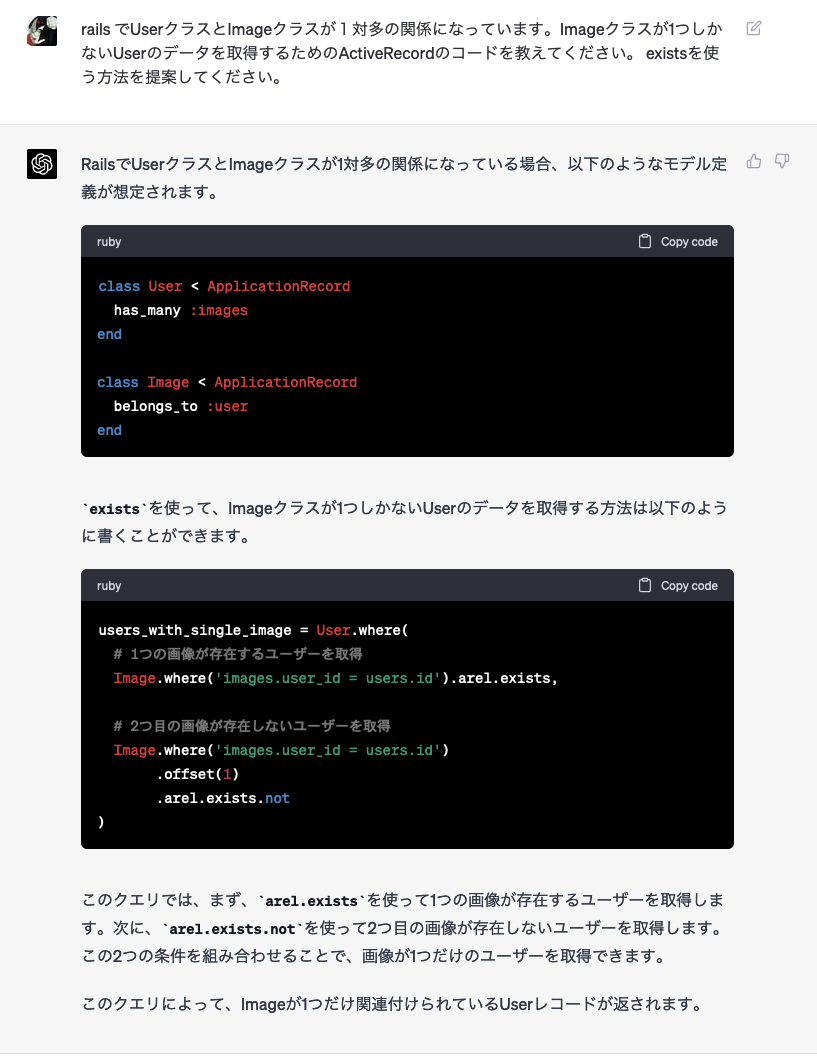 rails でUserクラスとImageクラスが１対多の関係になっています。Imageクラスが1つしか
ないUserのデータを取得するためのActiveRecordのコードを教えてください。 existsを使
う方法を提案してください。
RailsでUserクラスとImageクラスが1対多の関係になっている場合、以下のようなモデル定
義が想定されます。
ruby Copy code
class User < ApplicationRecord
  has_many :images
end
class Image < ApplicationRecord
  belongs_to :user
end
`exists`を使って、Imageクラスが1つしかないUserのデータを取得する方法は以下のよう
に書くことができます。
ruby Copy code
users_with_single_image = User.where(
  # 1つの画像が存在するユーザーを取得
  Image.where('images.user_id = users.id').arel.exists,
  # 2つ目の画像が存在しないユーザーを取得
  Image.where('images.user_id = users.id')
       .offset(1)
       .arel.exists.not
)
このクエリでは、まず、`arel.exists`を使って1つの画像が存在するユーザーを取得しま
す。次に、`arel.exists.not`を使って2つ目の画像が存在しないユーザーを取得します。
この2つの条件を組み合わせることで、画像が1つだけのユーザーを取得できます。
このクエリによって、Imageが1つだけ関連付けられているUserレコードが返されます。